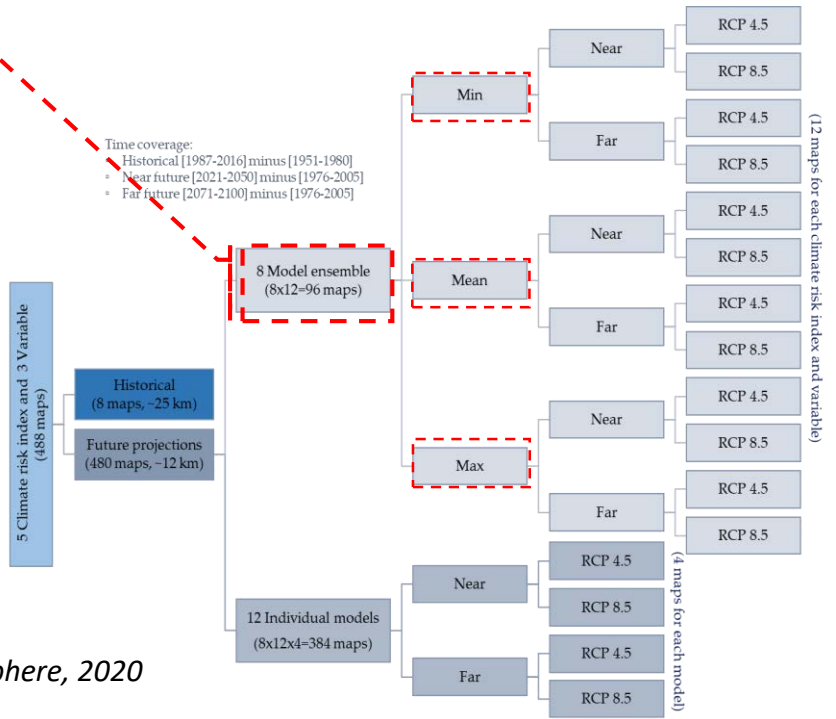 Time coverage:
▫ Historical [1987-2016] minus [1951-1980]
▫ Near future [2021-2050] minus [1976-2005]
▫ Far future [2071-2100] minus [1976-2005]
5 Climate risk index and 3 Variable
(488 maps)
Historical
(8 maps, ~25 km)
Future projections
(480 maps, ~12 km)
8 Model ensemble
(8x12=96 maps)
Min
Near
RCP 4.5
RCP 8.5
Far
RCP 4.5
RCP 8.5
Mean
Near
RCP 4.5
RCP 8.5
Far
RCP 4.5
RCP 8.5
Max
Near
RCP 4.5
RCP 8.5
Far
RCP 4.5
RCP 8.5
(12 maps for each climate risk index and variable)
12 Individual models
(8x12x4=384 maps)
Near
RCP 4.5
RCP 8.5
Far
RCP 4.5
RCP 8.5
(4 maps for each model)
phere, 2020